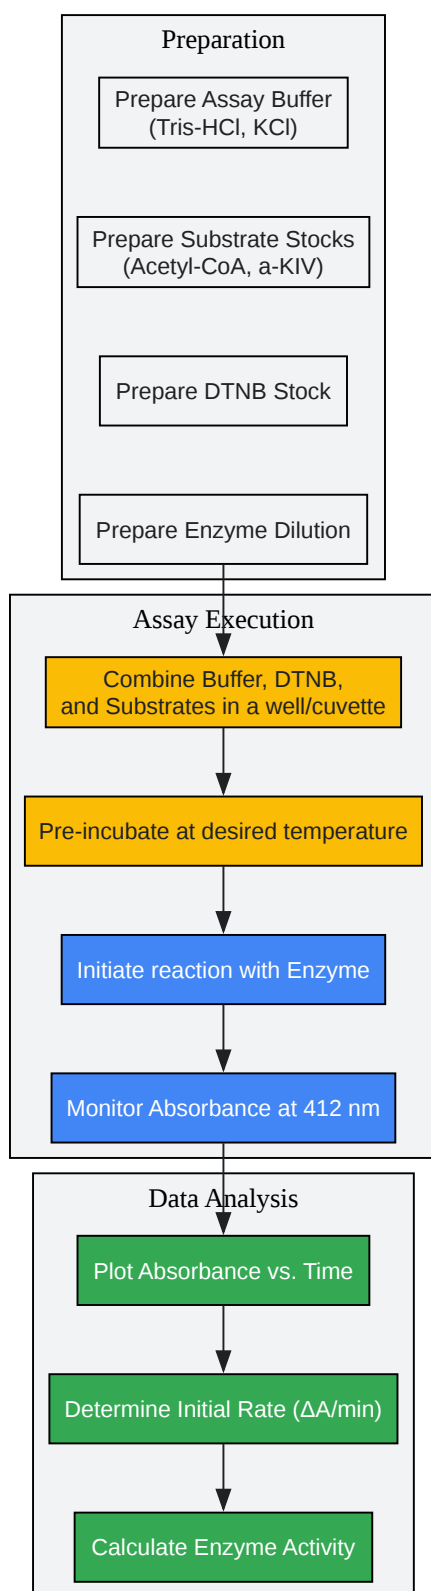 Preparation
Prepare Assay Buffer
(Tris-HCl, KCl)
Prepare Substrate Stocks
(Acetyl-CoA, a-KIV)
Prepare DTNB Stock
Prepare Enzyme Dilution
Assay Execution
Combine Buffer, DTNB,
and Substrates in a well/cuvette
Pre-incubate at desired temperature
Initiate reaction with Enzyme
Monitor Absorbance at 412 nm
Data Analysis
Plot Absorbance vs. Time
Determine Initial Rate (ΔA/min)
Calculate Enzyme Activity